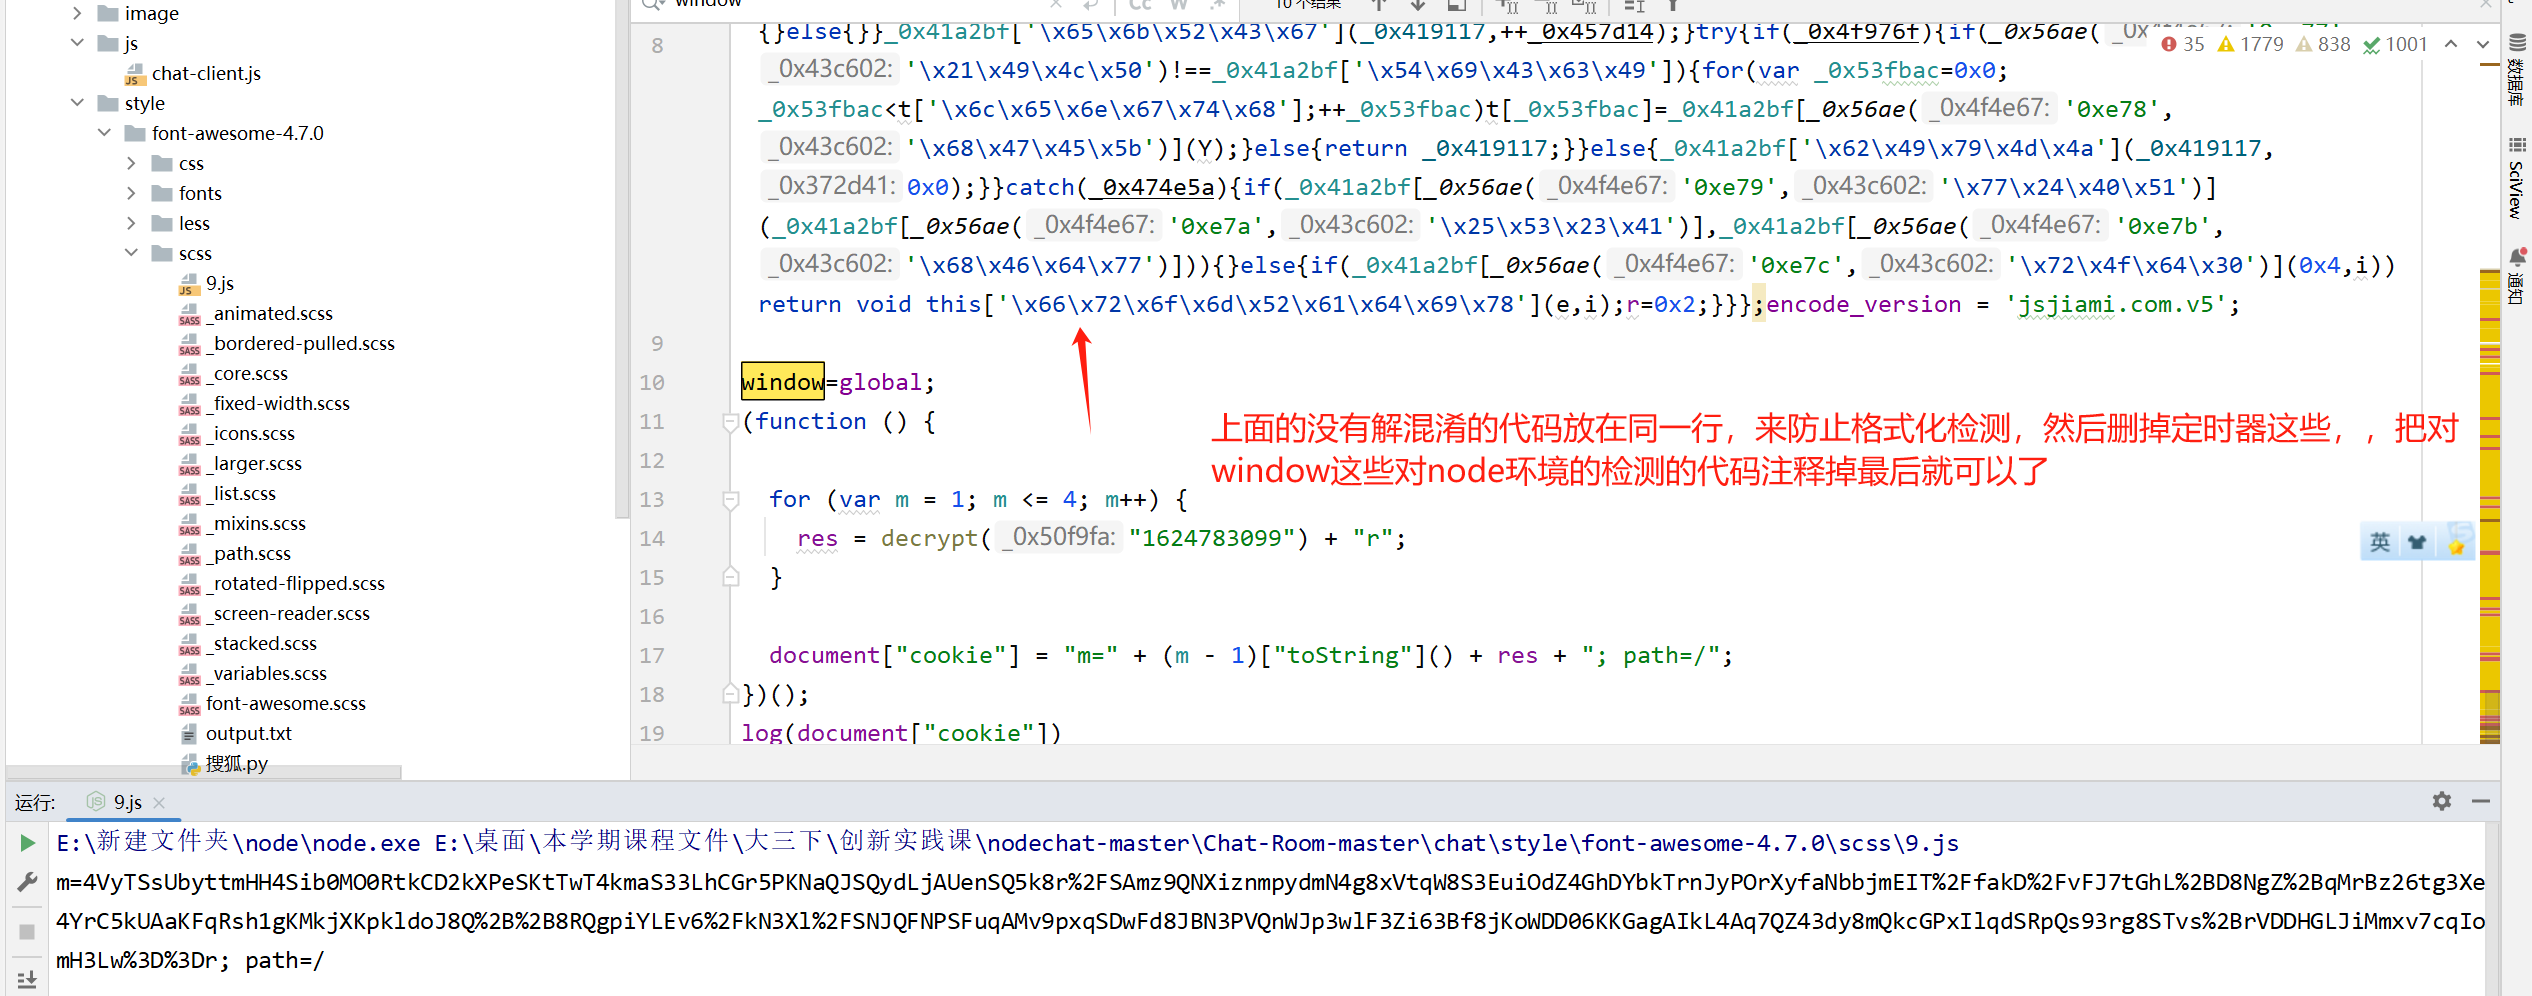 image
js
chat-client.js
style
font-awesome-4.7.0
css
fonts
less
scss
9.js
_animated.scss
_bordered-pulled.scss
_core.scss
_fixed-width.scss
_icons.scss
_larger.scss
_list.scss
_mixins.scss
_path.scss
_rotated-flipped.scss
_screen-reader.scss
_stacked.scss
_variables.scss
font-awesome.scss
output.txt
搜狐.py
window
Cc W .* 10 个结果
8 {}else{}}_0x41a2bf['\x65\x6b\x52\x43\x67'](_0x419117,++_0x457d14);}try{if(_0x4f976f){if(_0x56ae(
35 1779 838 1001
_0x43c602: '\x21\x49\x4c\x50')!==_0x41a2bf['\x54\x69\x43\x63\x49']){for(var _0x53fbac=0x0;
_0x53fbac<t['\x6c\x65\x6e\x67\x74\x68'];++_0x53fbac)t[_0x53fbac]=_0x41a2bf[_0x56ae( _0x4f4e67: '0xe78',
_0x43c602: '\x68\x47\x45\x5b')](Y);}else{return _0x419117;}}else{_0x41a2bf['\x62\x49\x79\x4d\x4a'](_0x419117,
_0x372d41: 0x0);}}catch(_0x474e5a){if(_0x41a2bf[_0x56ae( _0x4f4e67: '0xe79', _0x43c602: '\x77\x24\x40\x51')]
(_0x41a2bf[_0x56ae( _0x4f4e67: '0xe7a', _0x43c602: '\x25\x53\x23\x41')],_0x41a2bf[_0x56ae( _0x4f4e67: '0xe7b',
_0x43c602: '\x68\x46\x64\x77')])){}else{if(_0x41a2bf[_0x56ae( _0x4f4e67: '0xe7c', _0x43c602: '\x72\x4f\x64\x30')](0x4,i))
return void this['\x66\x72\x6f\x6d\x52\x61\x64\x69\x78'](e,i);r=0x2;}}};encode_version = 'jsjiami.com.v5';
9
10 window=global;
11 (function () {
12
13 for (var m = 1; m <= 4; m++) {
14 res = decrypt( _0x50f9fa: "1624783099") + "r";
15 }
16
17 document["cookie"] = "m=" + (m - 1)["toString"]() + res + "; path=/";
18 })();
19 log(document["cookie"])
上面的没有解混淆的代码放在同一行，来防止格式化检测，然后删掉定时器这些，，把对
window这些对node环境的检测的代码注释掉最后就可以了
英
数据库
SciView
通知
运行: 9.js
E:\新建文件夹\node\node.exe E:\桌面\本学期课程文件\大三下\创新实践课\nodechat-master\Chat-Room-master\chat\style\font-awesome-4.7.0\scss\9.js
m=4VyTSsUbyttmHH4Sib0MO0RtkCD2kXPeSKtTwT4kmaS33LhCGr5PKNaQJSQydLjAUenSQ5k8r%2FSAmz9QNXiznmpydmN4g8xVtqW8S3EuiOdZ4GhDYbkTrnJyPOrXyfaNbbjmEIT%2FfakD%2FvFJ7tGhL%2BD8NgZ%2BqMrBz26tg3Xe
4YrC5kUAaKFqRsh1gKMkjXKpkldoJ8Q%2B%2B8RQgpiYLEv6%2FkN3Xl%2FSNJQFNPSFuqAMv9pxqSDwFd8JBN3PVQnWJp3wlF3Zi63Bf8jKoWDD06KKGagAIkL4Aq7QZ43dy8mQkcGPxIlqdSRpQs93rg8STvs%2BrVDDHGLJiMmxv7cqIo
mH3Lw%3D%3Dr; path=/